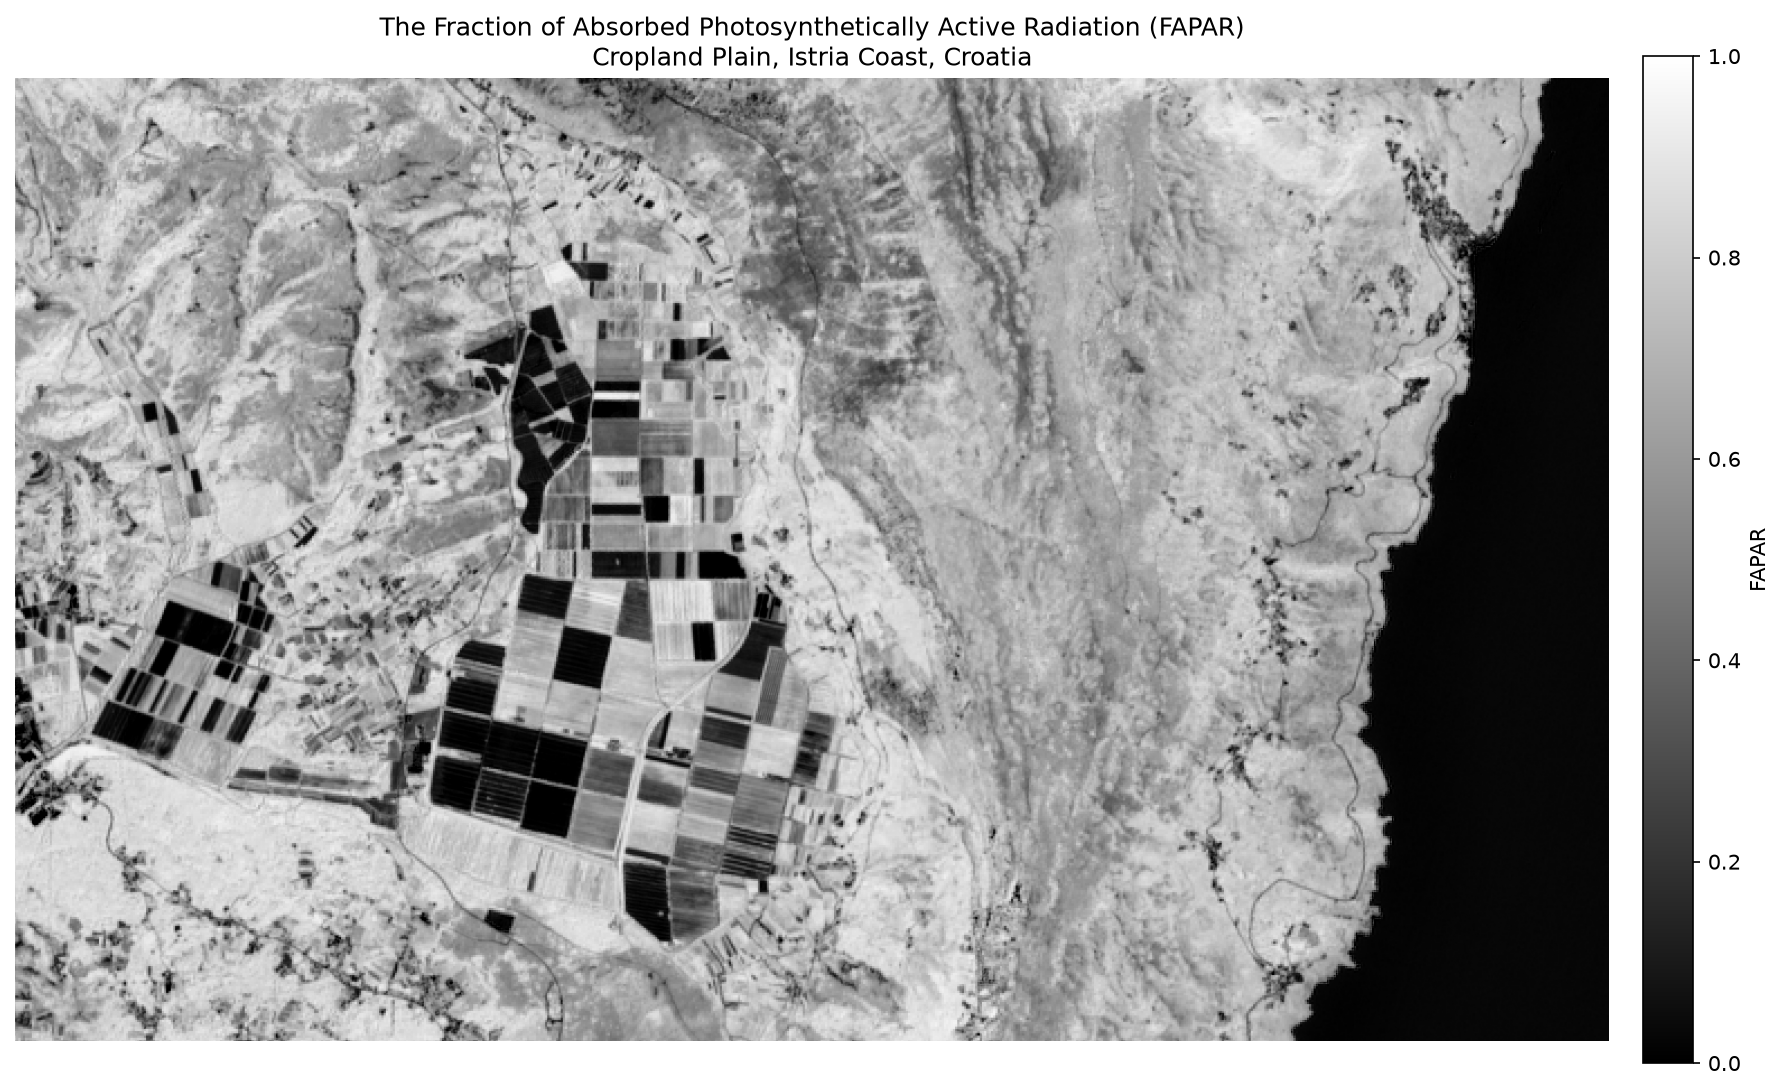 The Fraction of Absorbed Photosynthetically Active Radiation (FAPAR)
Cropland Plain, Istria Coast, Croatia
1.0
0.8
0.6
0.4
0.2
0.0
FAPAR